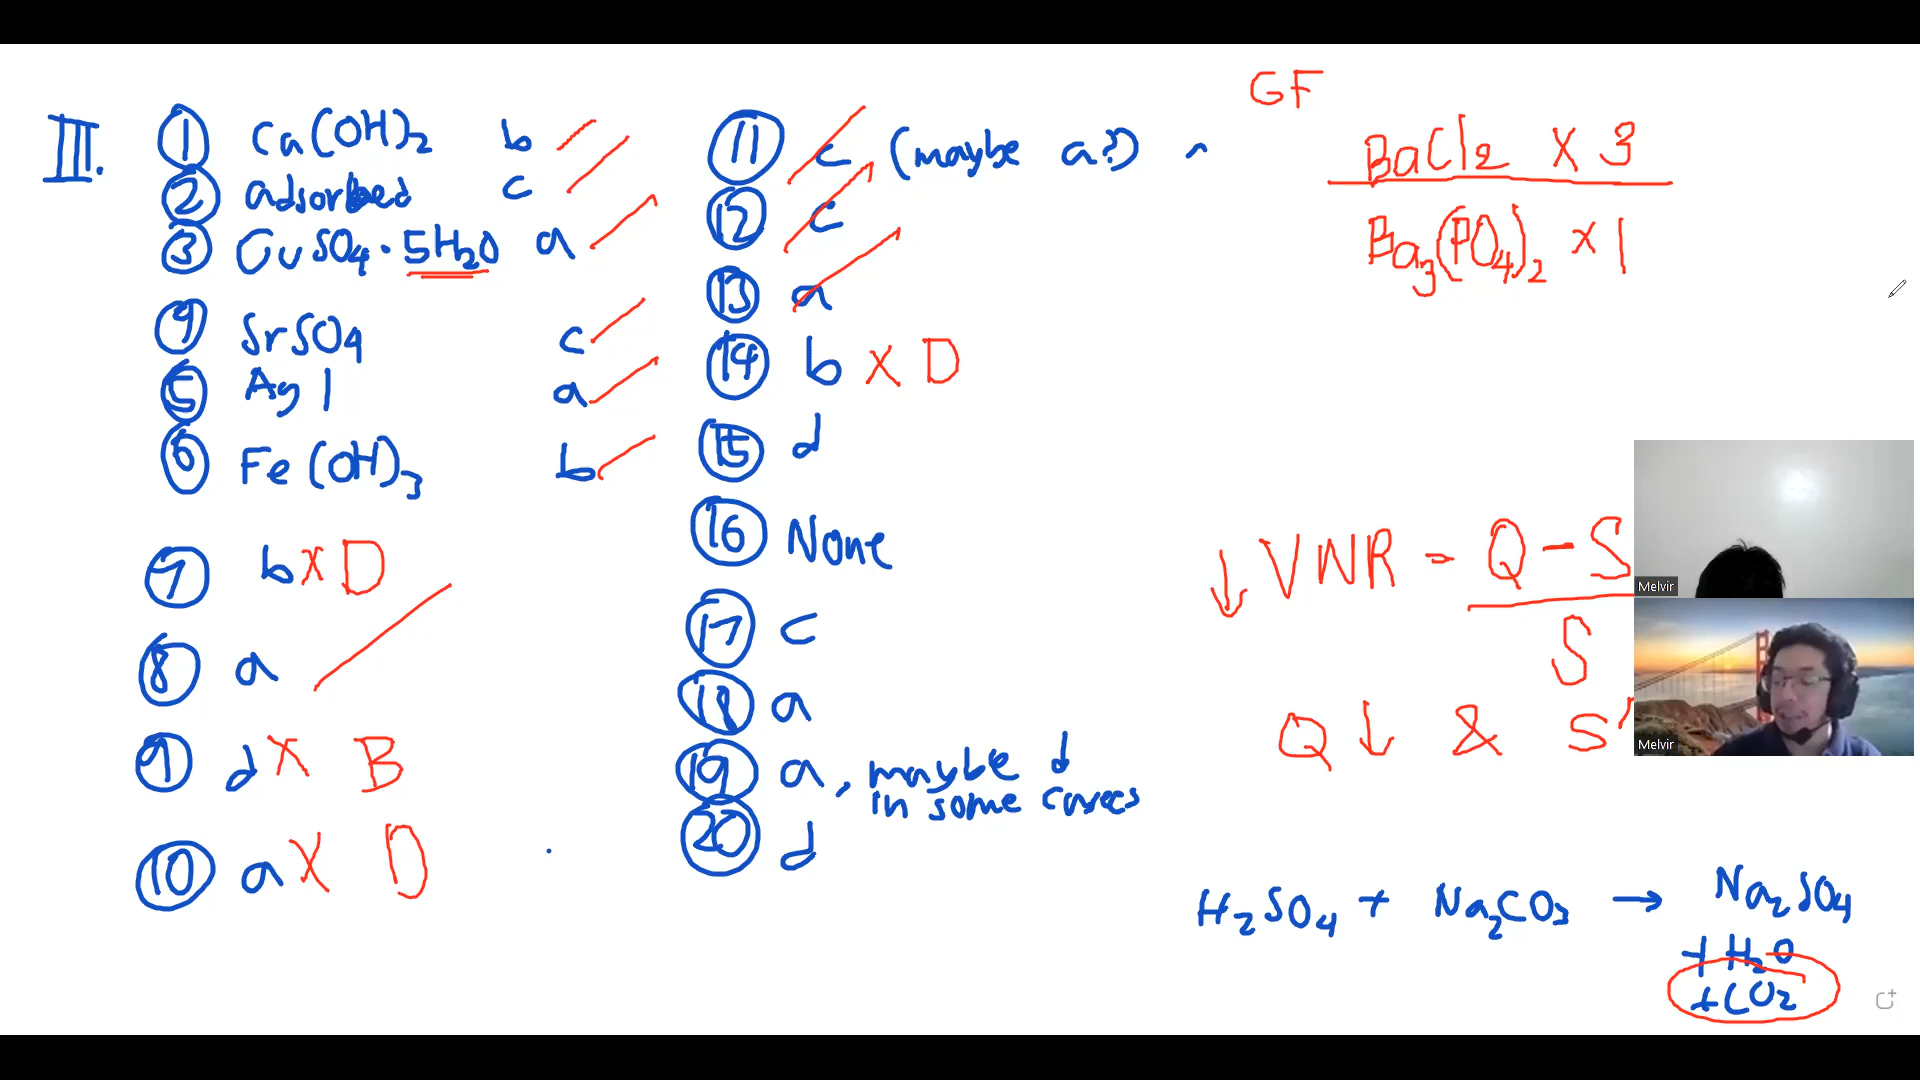 III.
① Ca(OH)₂ b
② adsorbed c
③ CuSO₄ · 5H₂O a
④ SrSO₄ c
⑤ AgI a
⑥ Fe(OH)₃ b
⑦ b X D
⑧ a
⑨ d X B
⑩ a X D
⑪ c (maybe a?)
⑫ c
⑬ a
⑭ b X D
⑮ d
⑯ None
⑰ c
⑱ a
⑲ a, maybe d
in some cases
⑳ d
GF
BaCl₂ X 3
Ba₃(PO₄)₂ X 1
↓ VNR = Q - S
S
Q ↓ & S
Melvir
Melvir
H₂SO₄ + Na₂CO₃ → Na₂SO₄
+ H₂O
+ CO₂